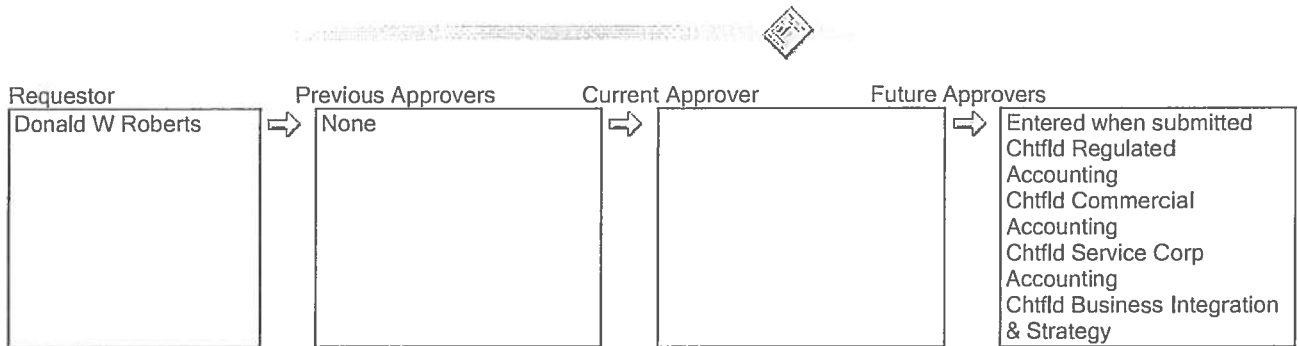 Requestor
Previous Approvers
Current Approver
Future Approvers
Donald W Roberts
None
Entered when submitted
Chtfld Regulated
Accounting
Chtfld Commercial
Accounting
Chtfld Service Corp
Accounting
Chtfld Business Integration
& Strategy